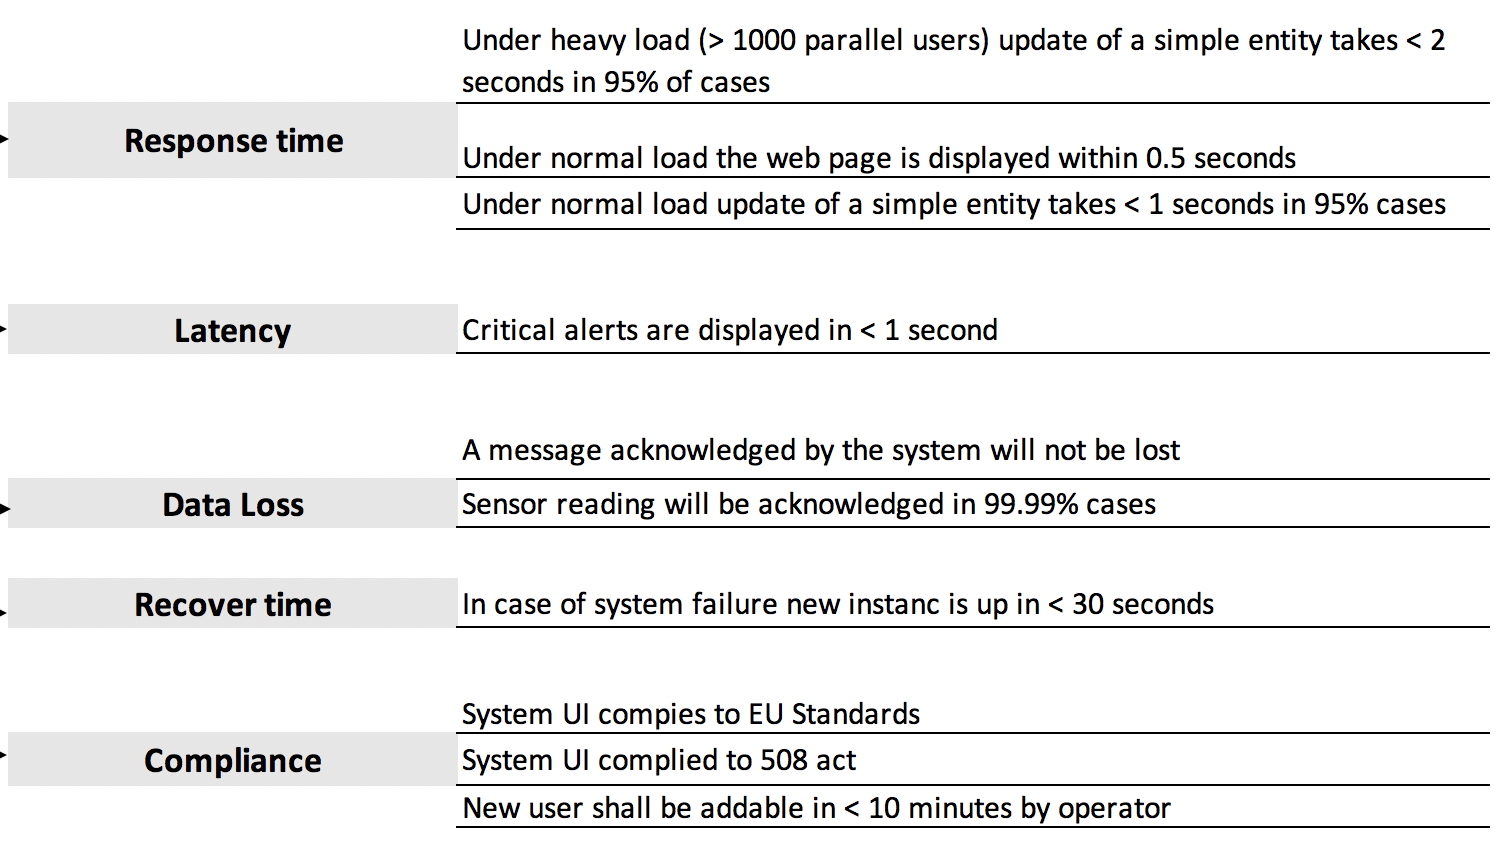 Under heavy load (> 1000 parallel users) update of a simple entity takes < 2
seconds in 95% of cases
Response time
Under normal load the web page is displayed within 0.5 seconds
Under normal load update of a simple entity takes < 1 seconds in 95% cases
Latency
Critical alerts are displayed in < 1 second
A message acknowledged by the system will not be lost
Data Loss
Sensor reading will be acknowledged in 99.99% cases
Recover time
In case of system failure new instanc is up in < 30 seconds
System UI compies to EU Standards
Compliance
System UI complied to 508 act
New user shall be addable in < 10 minutes by operator